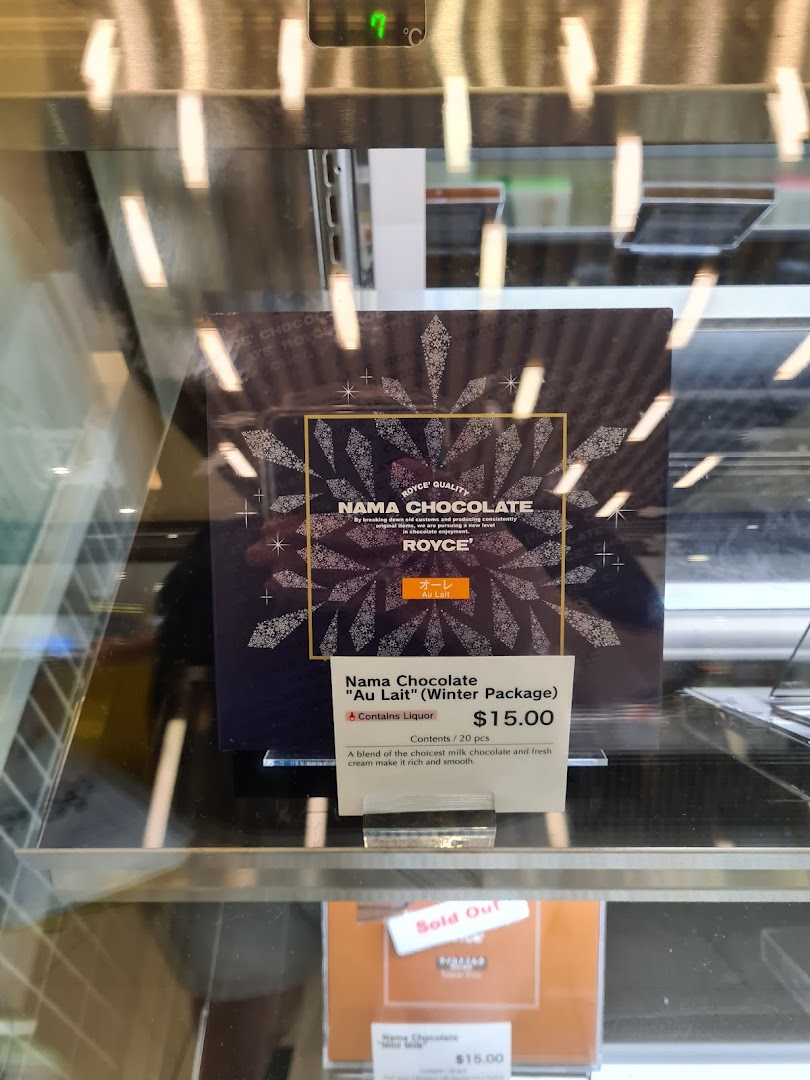 7 °C
ROYCE' QUALITY
NAMA CHOCOLATE
By breaking down old customs and producing consistently
original items, we are pursuing a new level
in chocolate enjoyment.
ROYCE'
オーレ
Au Lait
Nama Chocolate
"Au Lait" (Winter Package)
Contains Liquor
$15.00
Contents / 20 pcs
A blend of the choicest milk chocolate and fresh
cream make it rich and smooth.
Sold Out
Nama Chocolate
$15.00